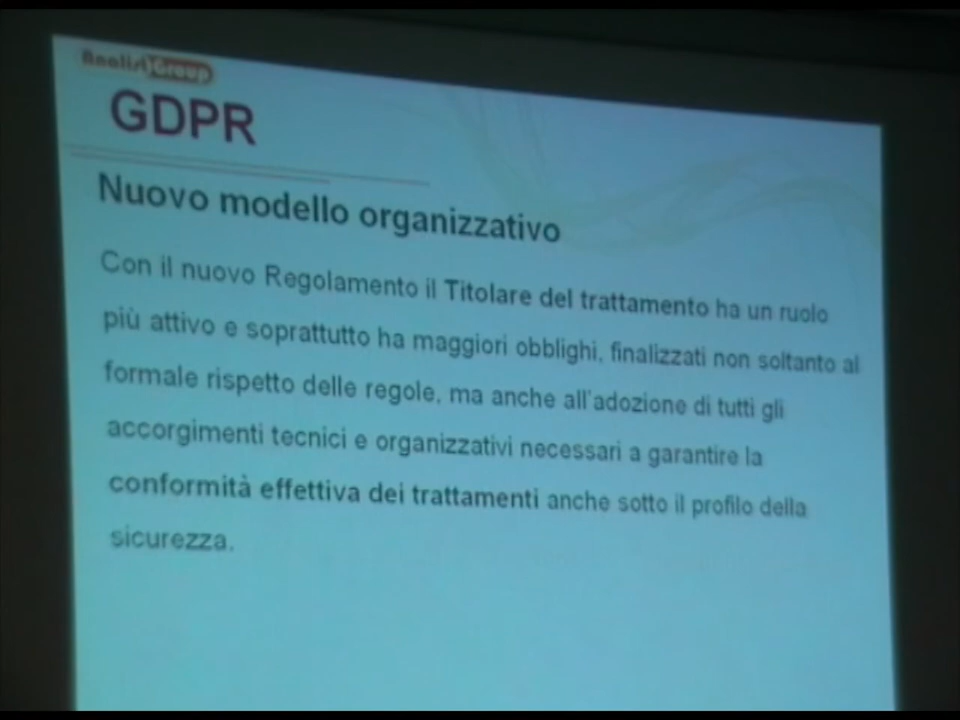 Analisi Group
GDPR
Nuovo modello organizzativo
Con il nuovo Regolamento il Titolare del trattamento ha un ruolo
più attivo e soprattutto ha maggiori obblighi, finalizzati non soltanto al
formale rispetto delle regole, ma anche all'adozione di tutti gli
accorgimenti tecnici e organizzativi necessari a garantire la
conformità effettiva dei trattamenti anche sotto il profilo della
sicurezza.